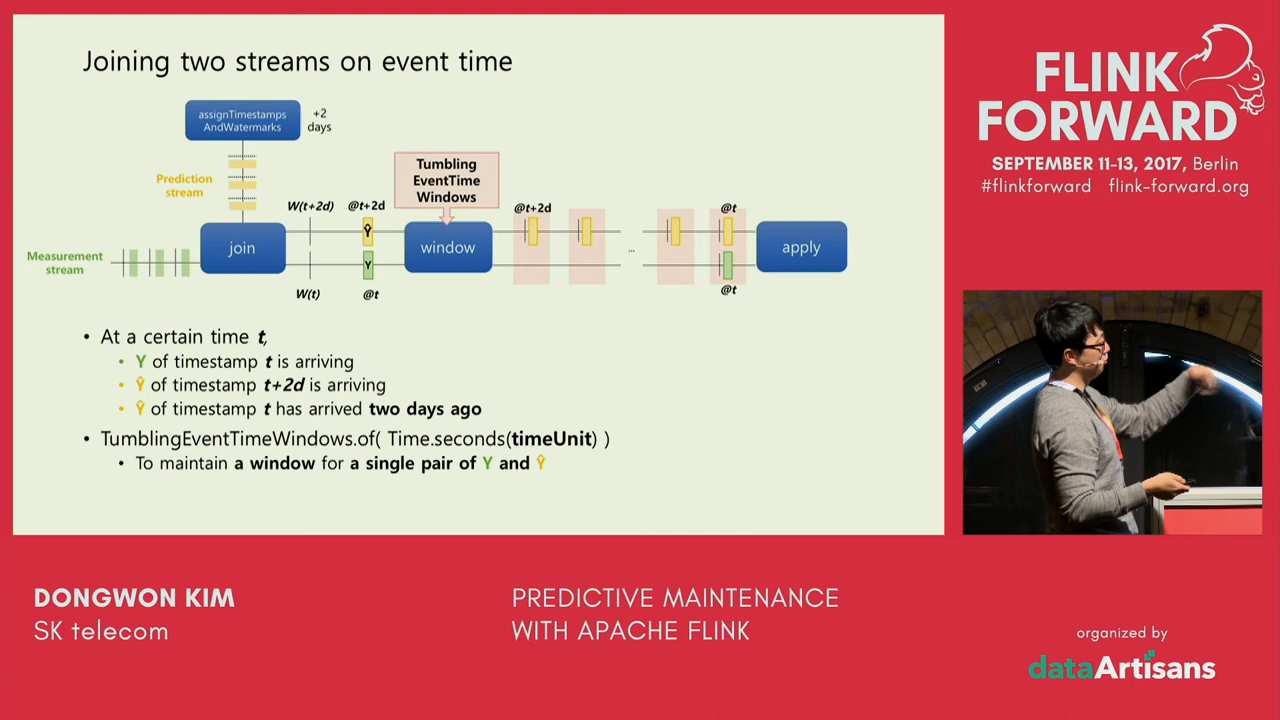 Joining two streams on event time
assignTimestamps
AndWatermarks
+2
days
Prediction
stream
Tumbling
EventTime
Windows
W(t+2d)
@t+2d
Ŷ
@t+2d
@t
join
window
...
apply
Measurement
stream
Y
W(t)
@t
@t
• At a certain time t,
• Y of timestamp t is arriving
• Ŷ of timestamp t+2d is arriving
• Ŷ of timestamp t has arrived two days ago
• TumblingEventTimeWindows.of( Time.seconds(timeUnit) )
• To maintain a window for a single pair of Y and Ŷ
FLINK
FORWARD
SEPTEMBER 11-13, 2017, Berlin
#flinkforward flink-forward.org
DONGWON KIM
SK telecom
PREDICTIVE MAINTENANCE
WITH APACHE FLINK
organized by
dataArtisans